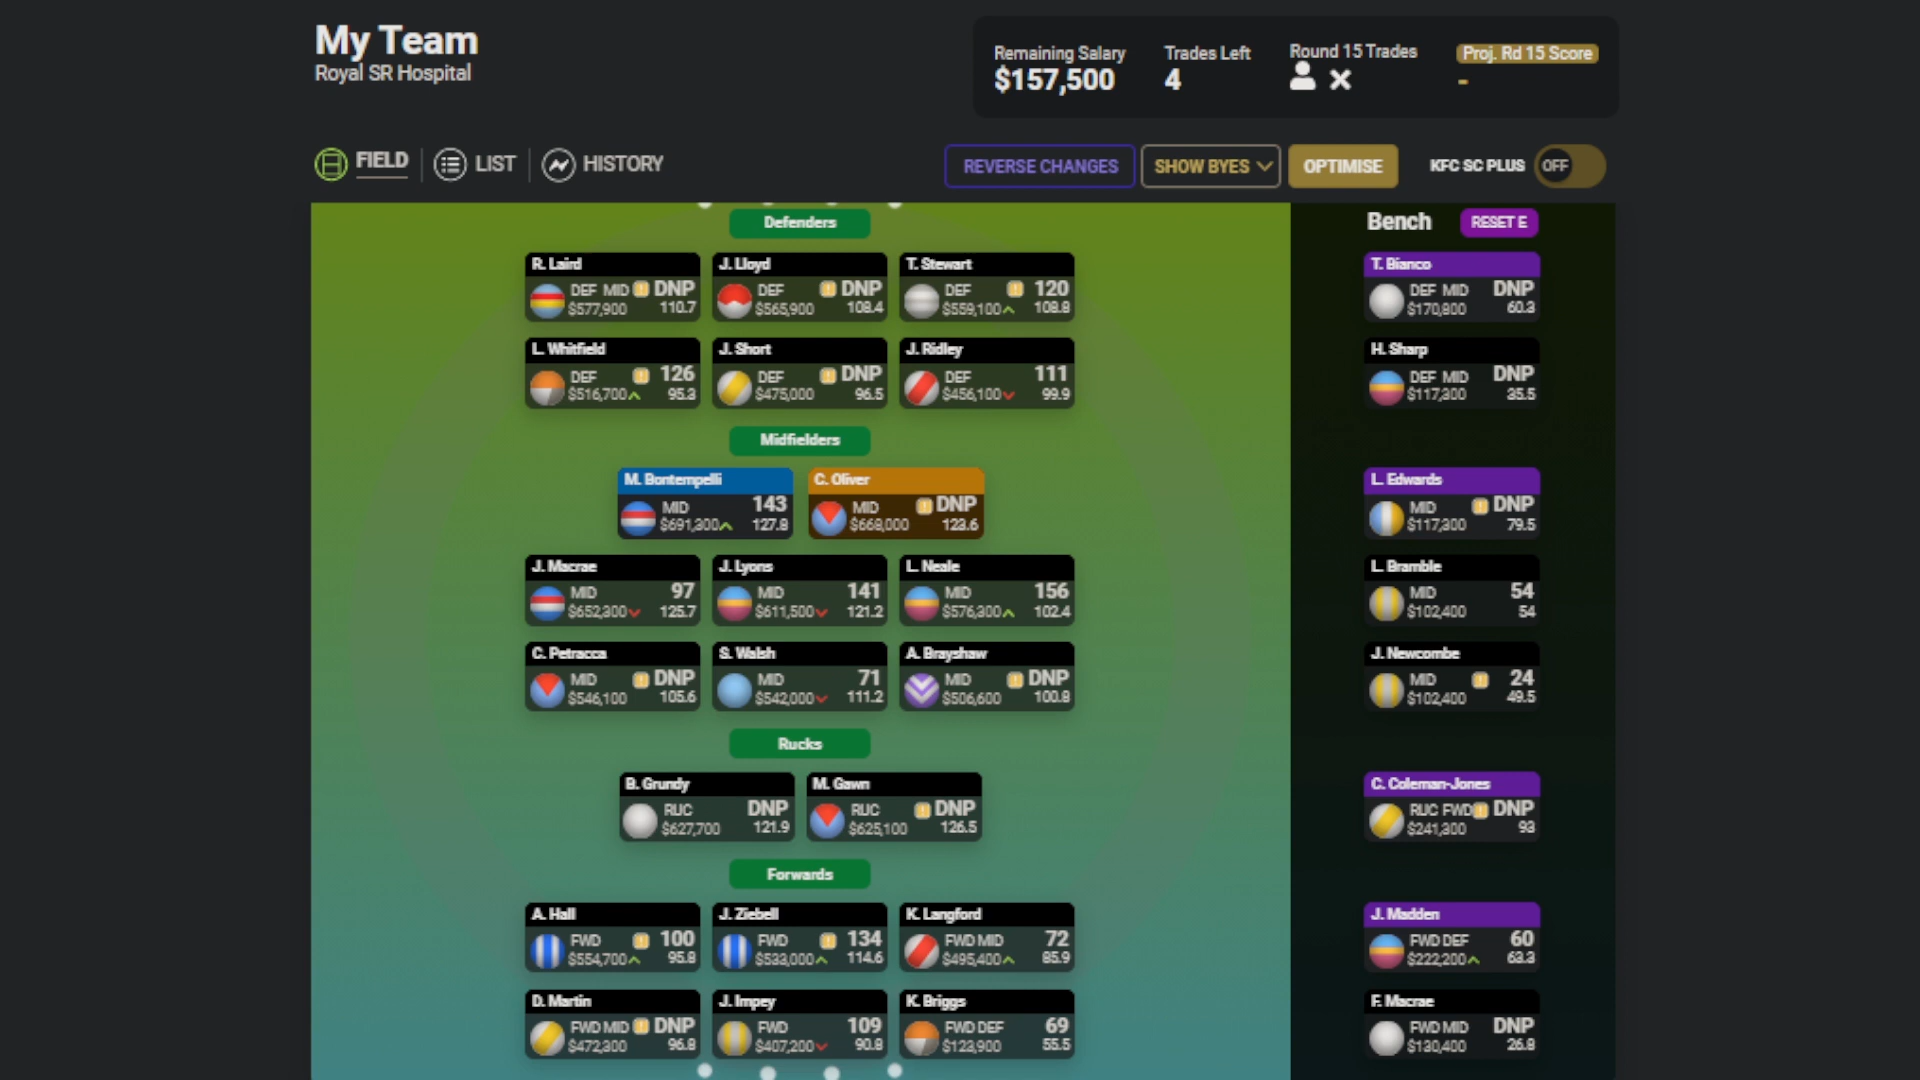 My Team
Royal SR Hospital
Remaining Salary
$157,500
Trades Left
4
Round 15 Trades
Proj. Rd 15 Score
-
FIELD
LIST
HISTORY
REVERSE CHANGES
SHOW BYES
OPTIMISE
KFC SC PLUS
OFF
Defenders
Bench
RESET E
R. Laird
DEF MID DNP
$577,900 110.7
J. Lloyd
DEF DNP
$565,900 108.4
T. Stewart
DEF 120
$559,100 108.8
T. Bianco
DEF MID DNP
$170,800 60.3
L. Whitfield
DEF 126
$516,700 95.3
J. Short
DEF DNP
$475,000 96.5
J. Ridley
DEF 111
$456,100 99.9
H. Sharp
DEF MID DNP
$117,300 35.5
Midfielders
M. Bontempelli
MID 143
$691,300 127.8
C. Oliver
MID DNP
$668,000 123.6
L. Edwards
MID DNP
$117,300 79.5
J. Macrae
MID 97
$652,300 125.7
J. Lyons
MID 141
$611,500 121.2
L. Neale
MID 156
$576,300 102.4
L. Bramble
MID 54
$102,400 54
C. Petracca
MID DNP
$546,100 105.6
S. Walsh
MID 71
$542,000 111.2
A. Brayshaw
MID DNP
$506,600 100.8
J. Newcombe
MID 24
$102,400 49.5
Rucks
B. Grundy
RUC DNP
$627,700 121.9
M. Gawn
RUC DNP
$625,100 126.5
C. Coleman-Jones
RUC FWD DNP
$241,300 93
Forwards
A. Hall
FWD 100
$554,700 95.8
J. Ziebell
FWD 134
$533,000 114.6
K. Langford
FWD MID 72
$495,400 85.9
J. Madden
FWD DEF 60
$222,200 63.3
D. Martin
FWD MID DNP
$472,300 96.8
J. Impey
FWD 109
$407,200 90.8
K. Briggs
FWD DEF 69
$123,900 55.5
F. Macrae
FWD MID DNP
$130,400 26.8